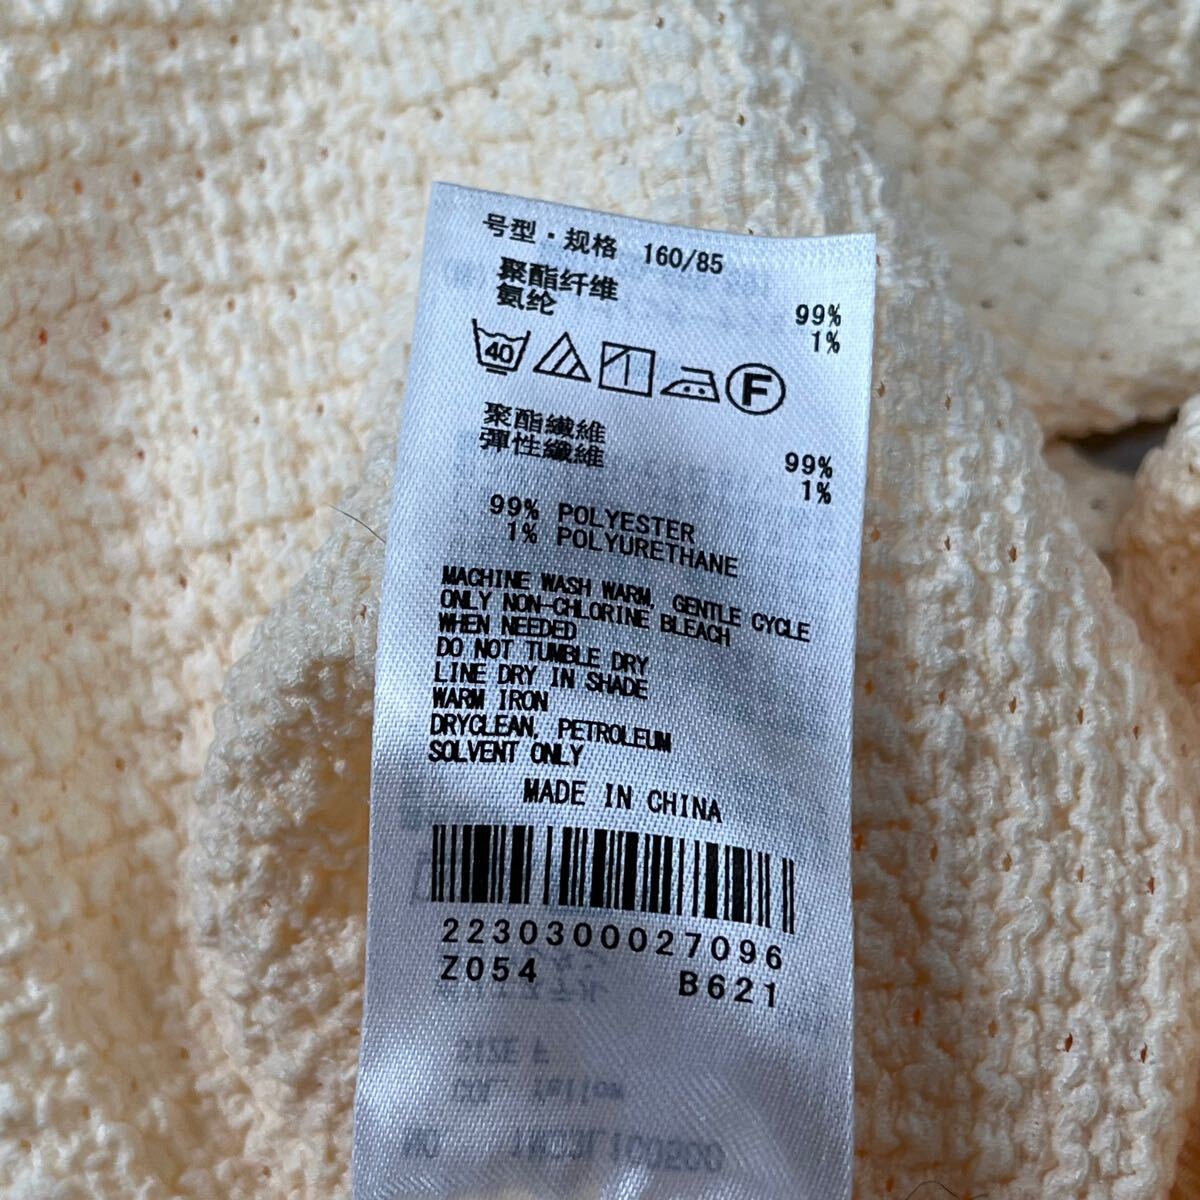 号型·规格 160/85
聚酯纤维 99%
氨纶 1%
40 F
聚酯纖維 99%
彈性纖維 1%
99% POLYESTER
1% POLYURETHANE
MACHINE WASH WARM, GENTLE CYCLE
ONLY NON-CHLORINE BLEACH
WHEN NEEDED
DO NOT TUMBLE DRY
LINE DRY IN SHADE
WARM IRON
DRYCLEAN, PETROLEUM
SOLVENT ONLY
MADE IN CHINA
2230300027096
Z054 B621
SIZE F